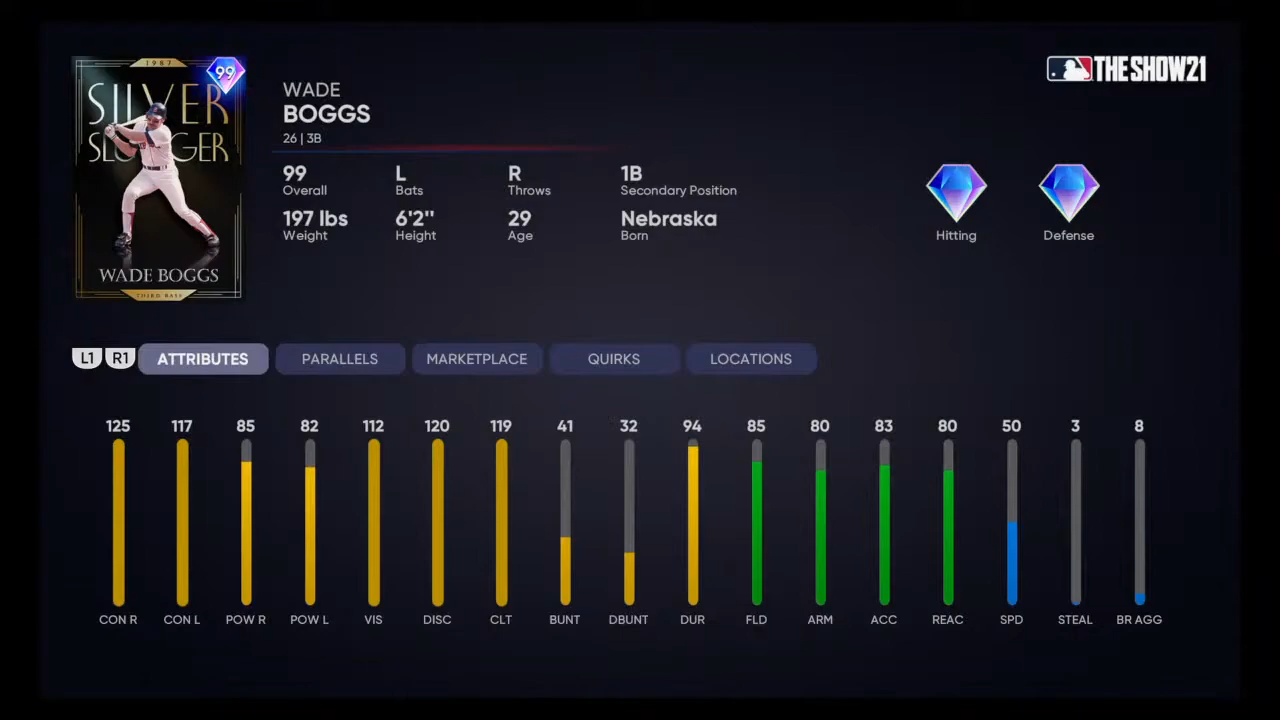 1987
99
SILVER
SLUGGER
WADE BOGGS
THIRD BASE
WADE
BOGGS
26 | 3B
99
Overall
L
Bats
R
Throws
1B
Secondary Position
197 lbs
Weight
6'2"
Height
29
Age
Nebraska
Born
MLB THE SHOW 21
Hitting
Defense
L1 R1 ATTRIBUTES PARALLELS MARKETPLACE QUIRKS LOCATIONS
125 117 85 82 112 120 119 41 32 94 85 80 83 80 50 3 8
CON R CON L POW R POW L VIS DISC CLT BUNT DBUNT DUR FLD ARM ACC REAC SPD STEAL BR AGG